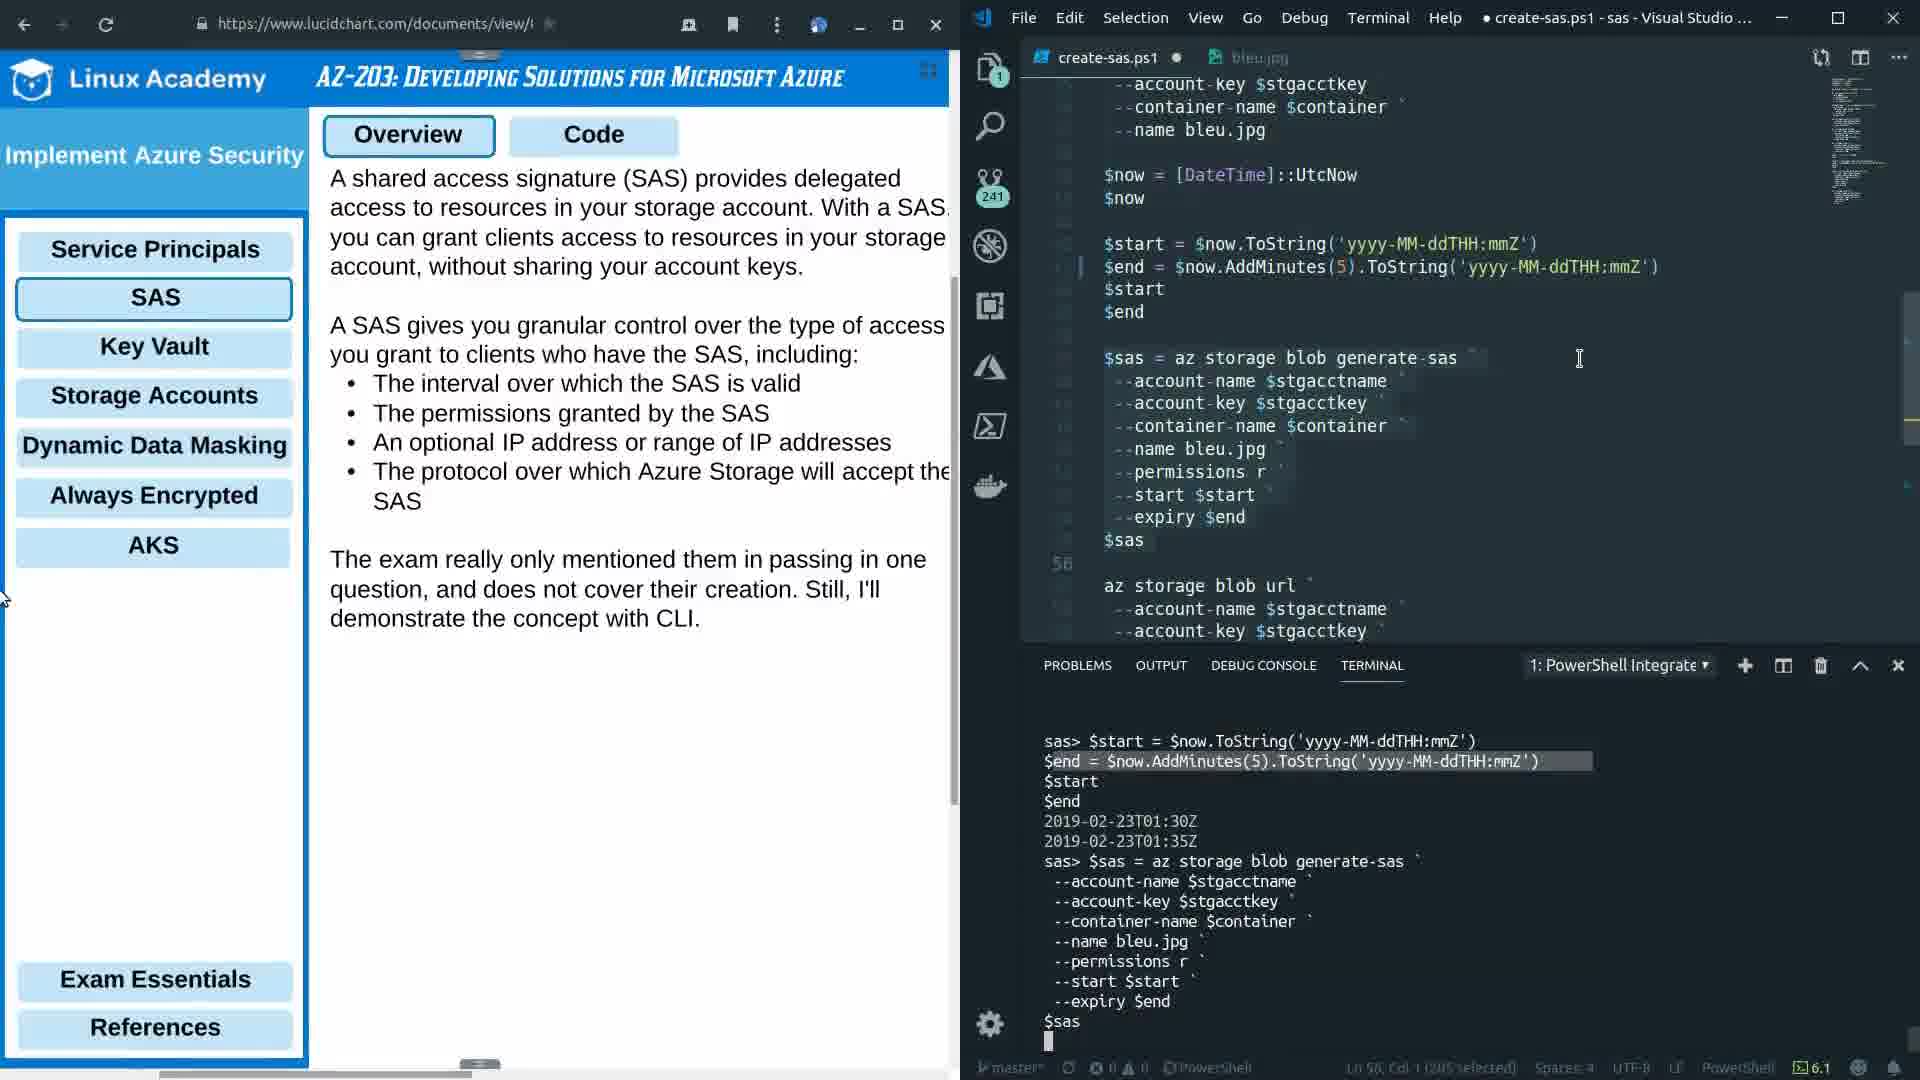 https://www.lucidchart.com/documents/view/
Linux Academy
AZ-203: Developing Solutions for Microsoft Azure
Implement Azure Security
Service Principals
SAS
Key Vault
Storage Accounts
Dynamic Data Masking
Always Encrypted
AKS
Exam Essentials
References
Overview
Code
A shared access signature (SAS) provides delegated
access to resources in your storage account. With a SAS,
you can grant clients access to resources in your storage
account, without sharing your account keys.
A SAS gives you granular control over the type of access
you grant to clients who have the SAS, including:
• The interval over which the SAS is valid
• The permissions granted by the SAS
• An optional IP address or range of IP addresses
• The protocol over which Azure Storage will accept the
SAS
The exam really only mentioned them in passing in one
question, and does not cover their creation. Still, I'll
demonstrate the concept with CLI.
File Edit Selection View Go Debug Terminal Help
● create-sas.ps1 - sas - Visual Studio ...
create-sas.ps1
bleu.jpg
1
241
--account-key $stgacctkey
--container-name $container `
--name bleu.jpg
$now = [DateTime]::UtcNow
$now
$start = $now.ToString('yyyy-MM-ddTHH:mmZ')
$end = $now.AddMinutes(5).ToString('yyyy-MM-ddTHH:mmZ')
$start
$end
$sas = az storage blob generate-sas `
--account-name $stgacctname `
--account-key $stgacctkey `
--container-name $container `
--name bleu.jpg `
--permissions r `
--start $start `
--expiry $end
$sas
56
az storage blob url `
--account-name $stgacctname `
--account-key $stgacctkey `
PROBLEMS OUTPUT DEBUG CONSOLE TERMINAL
1: PowerShell Integrate
sas> $start = $now.ToString('yyyy-MM-ddTHH:mmZ')
$end = $now.AddMinutes(5).ToString('yyyy-MM-ddTHH:mmZ')
$start
$end
2019-02-23T01:30Z
2019-02-23T01:35Z
sas> $sas = az storage blob generate-sas `
--account-name $stgacctname `
--account-key $stgacctkey `
--container-name $container `
--name bleu.jpg `
--permissions r `
--start $start `
--expiry $end
$sas
master* 0 0 PowerShell
Ln 56, Col 1 (285 selected) Spaces: 4 UTF-8 LF PowerShell 6.1